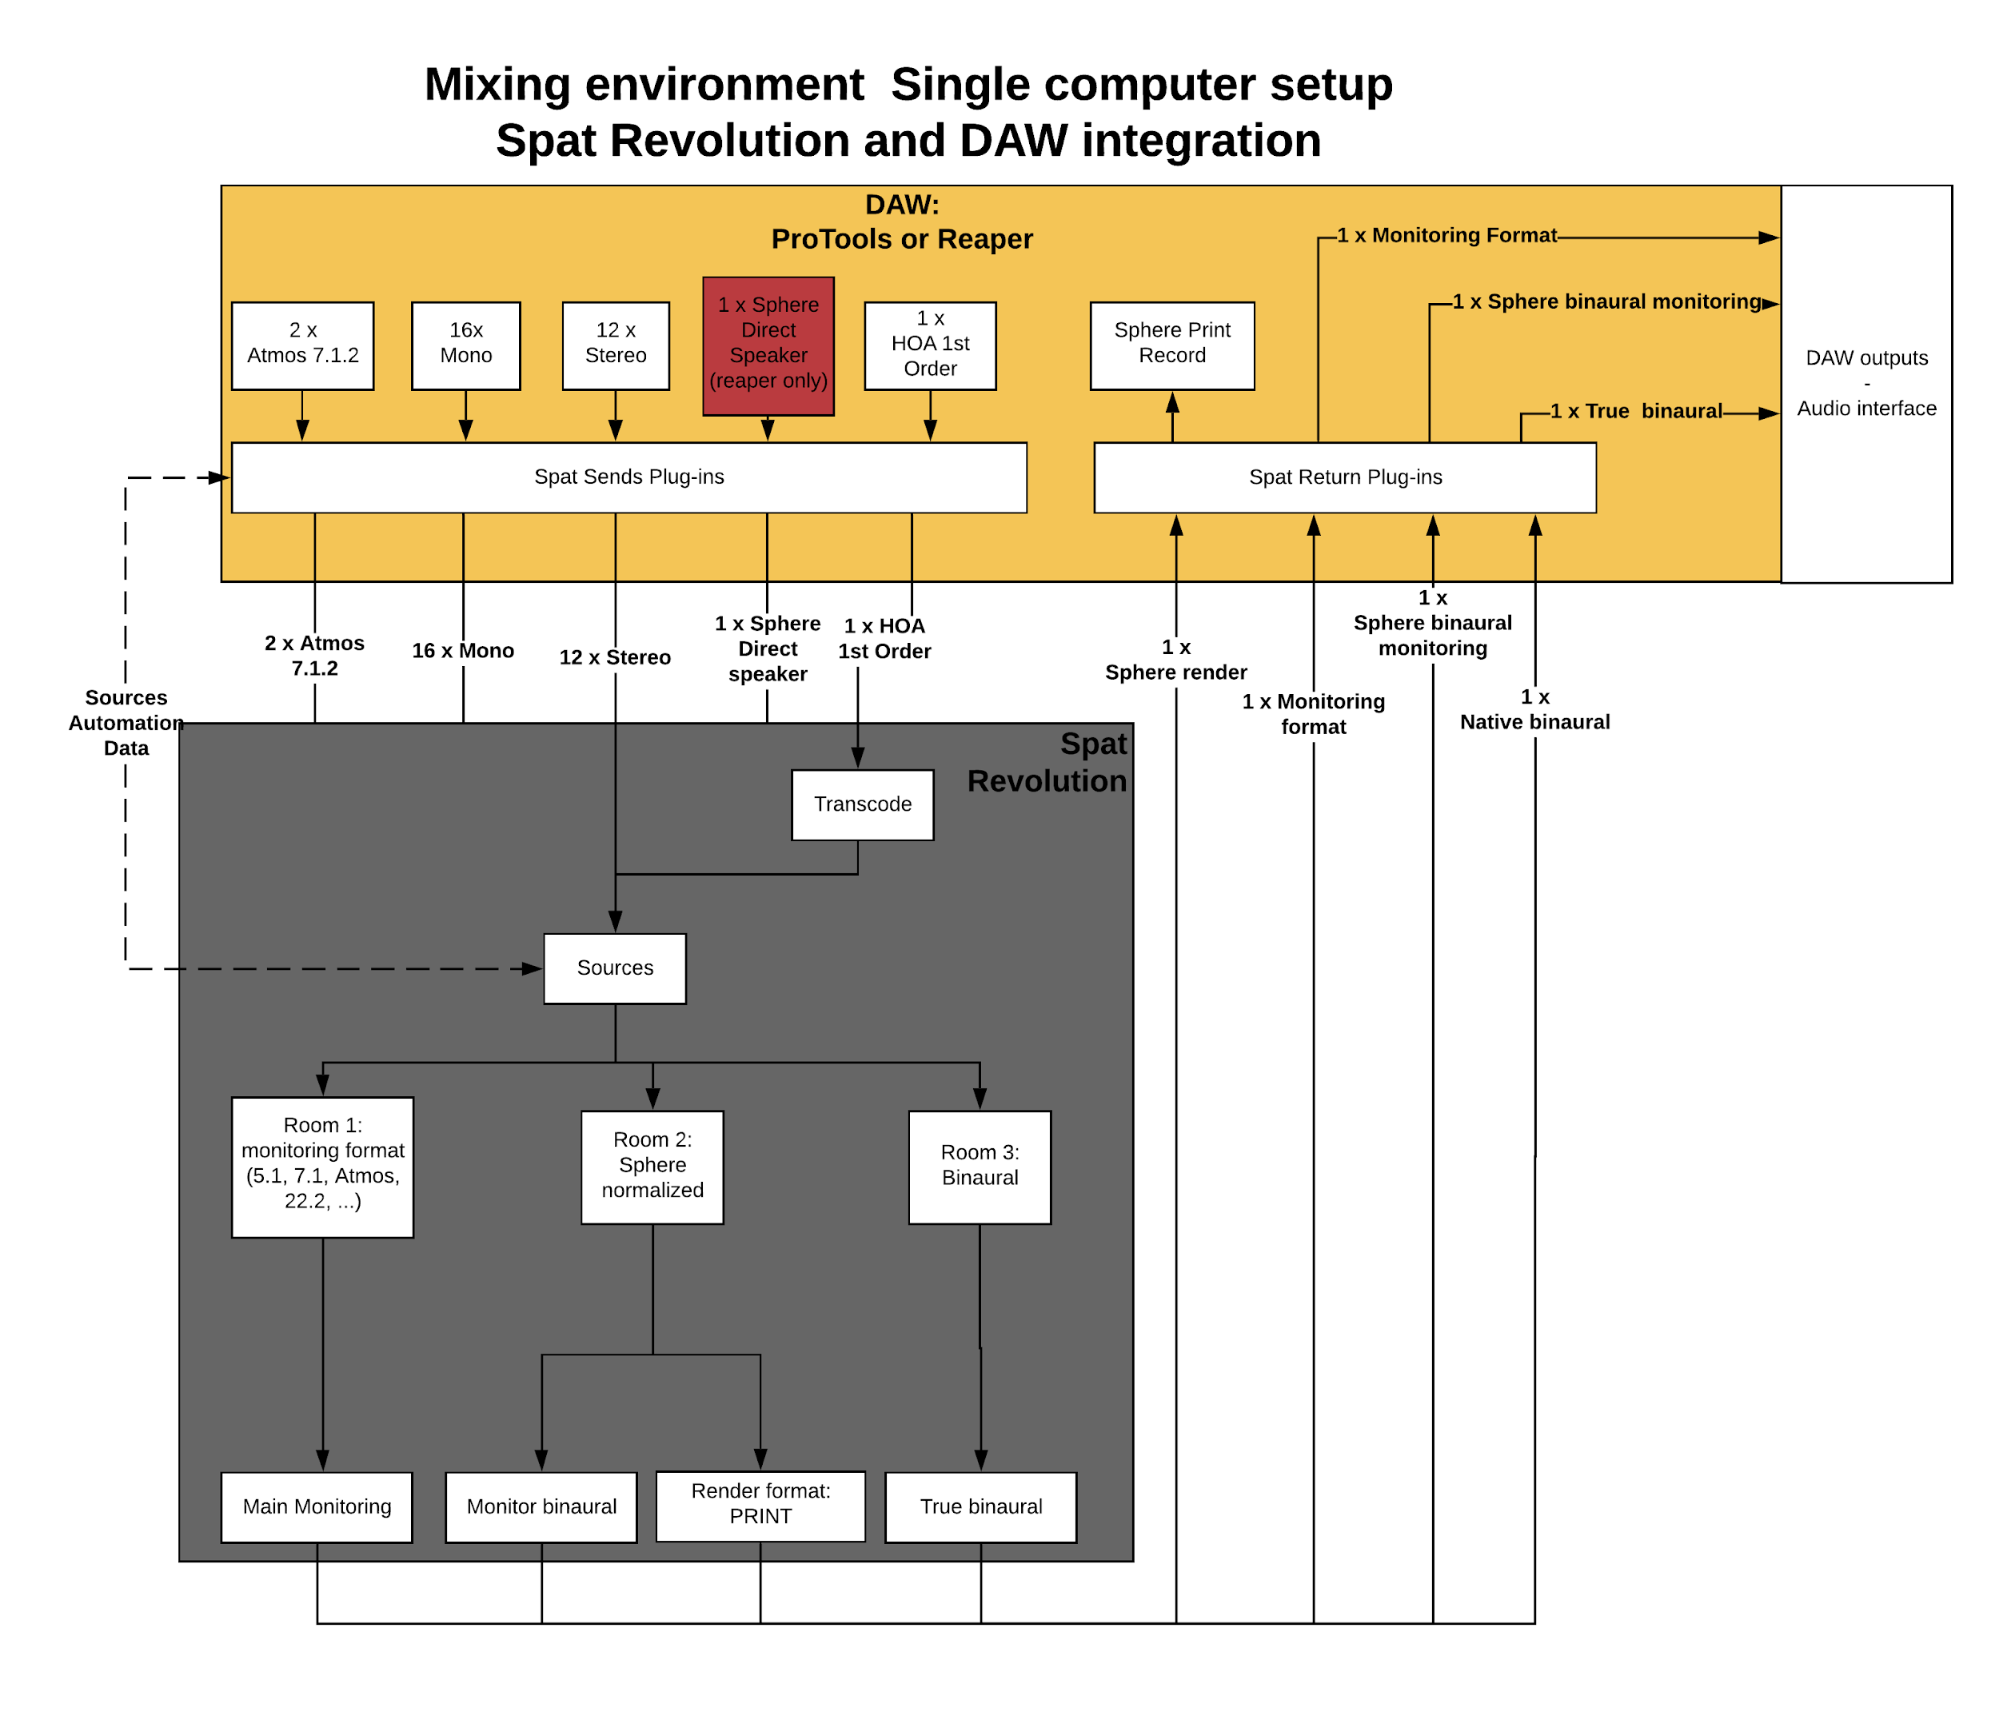 Mixing environment  Single computer setup
Spat Revolution and DAW integration
DAW:
ProTools or Reaper
1 x Monitoring Format
1 x Sphere binaural monitoring
1 x True  binaural
DAW outputs
-
Audio interface
2 x
Atmos 7.1.2
16x
Mono
12 x
Stereo
1 x Sphere
Direct
Speaker
(reaper only)
1 x
HOA 1st
Order
Sphere Print
Record
Spat Sends Plug-ins
Spat Return Plug-ins
2 x Atmos
7.1.2
16 x Mono
12 x Stereo
1 x Sphere
Direct
speaker
1 x HOA
1st Order
1 x
Sphere render
1 x Monitoring
format
1 x
Sphere binaural
monitoring
1 x
Native binaural
Sources
Automation
Data
Spat
Revolution
Transcode
Sources
Room 1:
monitoring format
(5.1, 7.1, Atmos,
22.2, ...)
Room 2:
Sphere
normalized
Room 3:
Binaural
Main Monitoring
Monitor binaural
Render format:
PRINT
True binaural